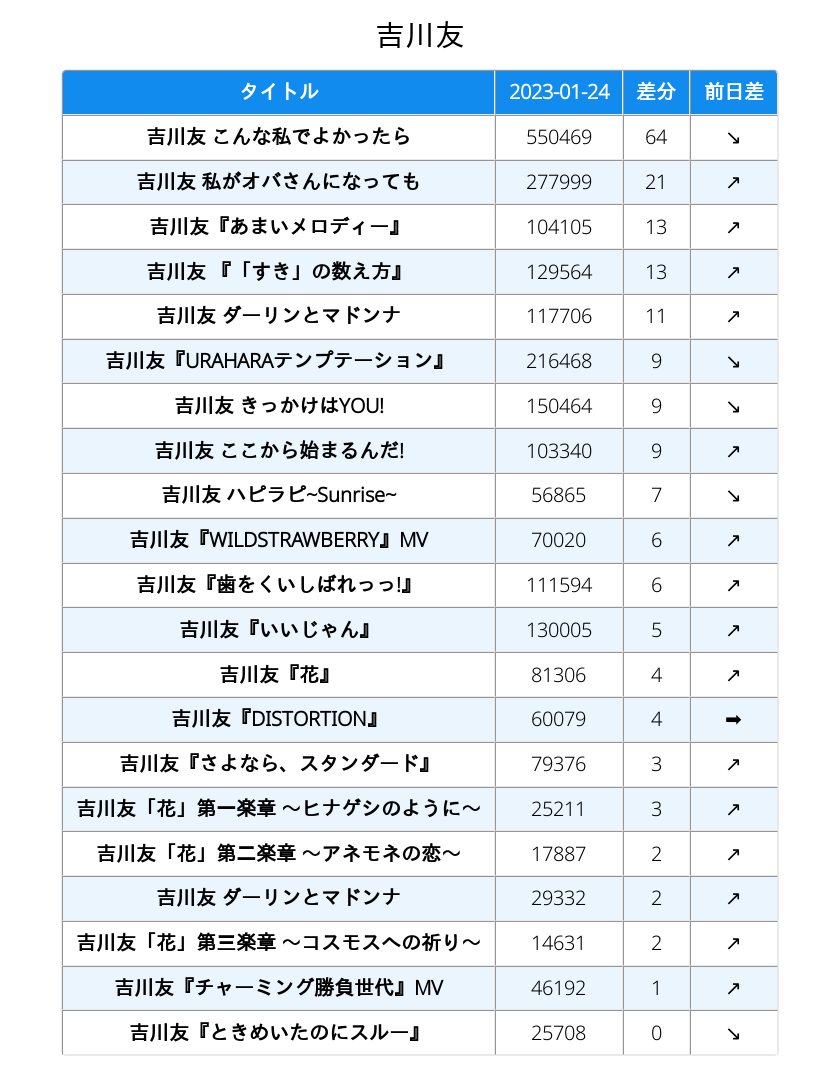 吉川友
タイトル 2023-01-24 差分 前日差
吉川友 こんな私でよかったら 550469 64 ↘
吉川友 私がオバさんになっても 277999 21 ↗
吉川友『あまいメロディー』 104105 13 ↗
吉川友 『「すき」の数え方』 129564 13 ↗
吉川友 ダーリンとマドンナ 117706 11 ↗
吉川友『URAHARAテンプテーション』 216468 9 ↘
吉川友 きっかけはYOU! 150464 9 ↘
吉川友 ここから始まるんだ! 103340 9 ↗
吉川友 ハピラピ~Sunrise~ 56865 7 ↘
吉川友『WILDSTRAWBERRY』MV 70020 6 ↗
吉川友『歯をくいしばれっっ!』 111594 6 ↗
吉川友『いいじゃん』 130005 5 ↗
吉川友『花』 81306 4 ↗
吉川友『DISTORTION』 60079 4 ➡
吉川友『さよなら、スタンダード』 79376 3 ↗
吉川友「花」第一楽章 〜ヒナゲシのように〜 25211 3 ↗
吉川友「花」第二楽章 〜アネモネの恋〜 17887 2 ↗
吉川友 ダーリンとマドンナ 29332 2 ↗
吉川友「花」第三楽章 〜コスモスへの祈り〜 14631 2 ↗
吉川友『チャーミング勝負世代』MV 46192 1 ↗
吉川友『ときめいたのにスルー』 25708 0 ↘